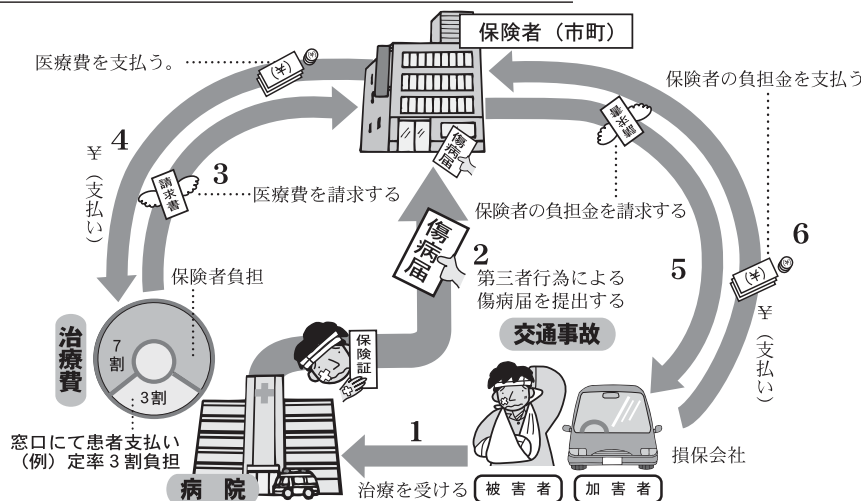 保険者（市町）
医療費を支払う。
（大）
保険者の負担金を支払う
（大）
4
¥（支払い）
3
請求書
医療費を請求する
傷病届
請求書
保険者の負担金を請求する
傷病届
2
第三者行為による
傷病届を提出する
5
6
¥（支払い）
保険者負担
治療費
7割
3割
保険証
交通事故
窓口にて患者支払い
（例）定率３割負担
病院
1
治療を受ける
被害者
加害者
損保会社